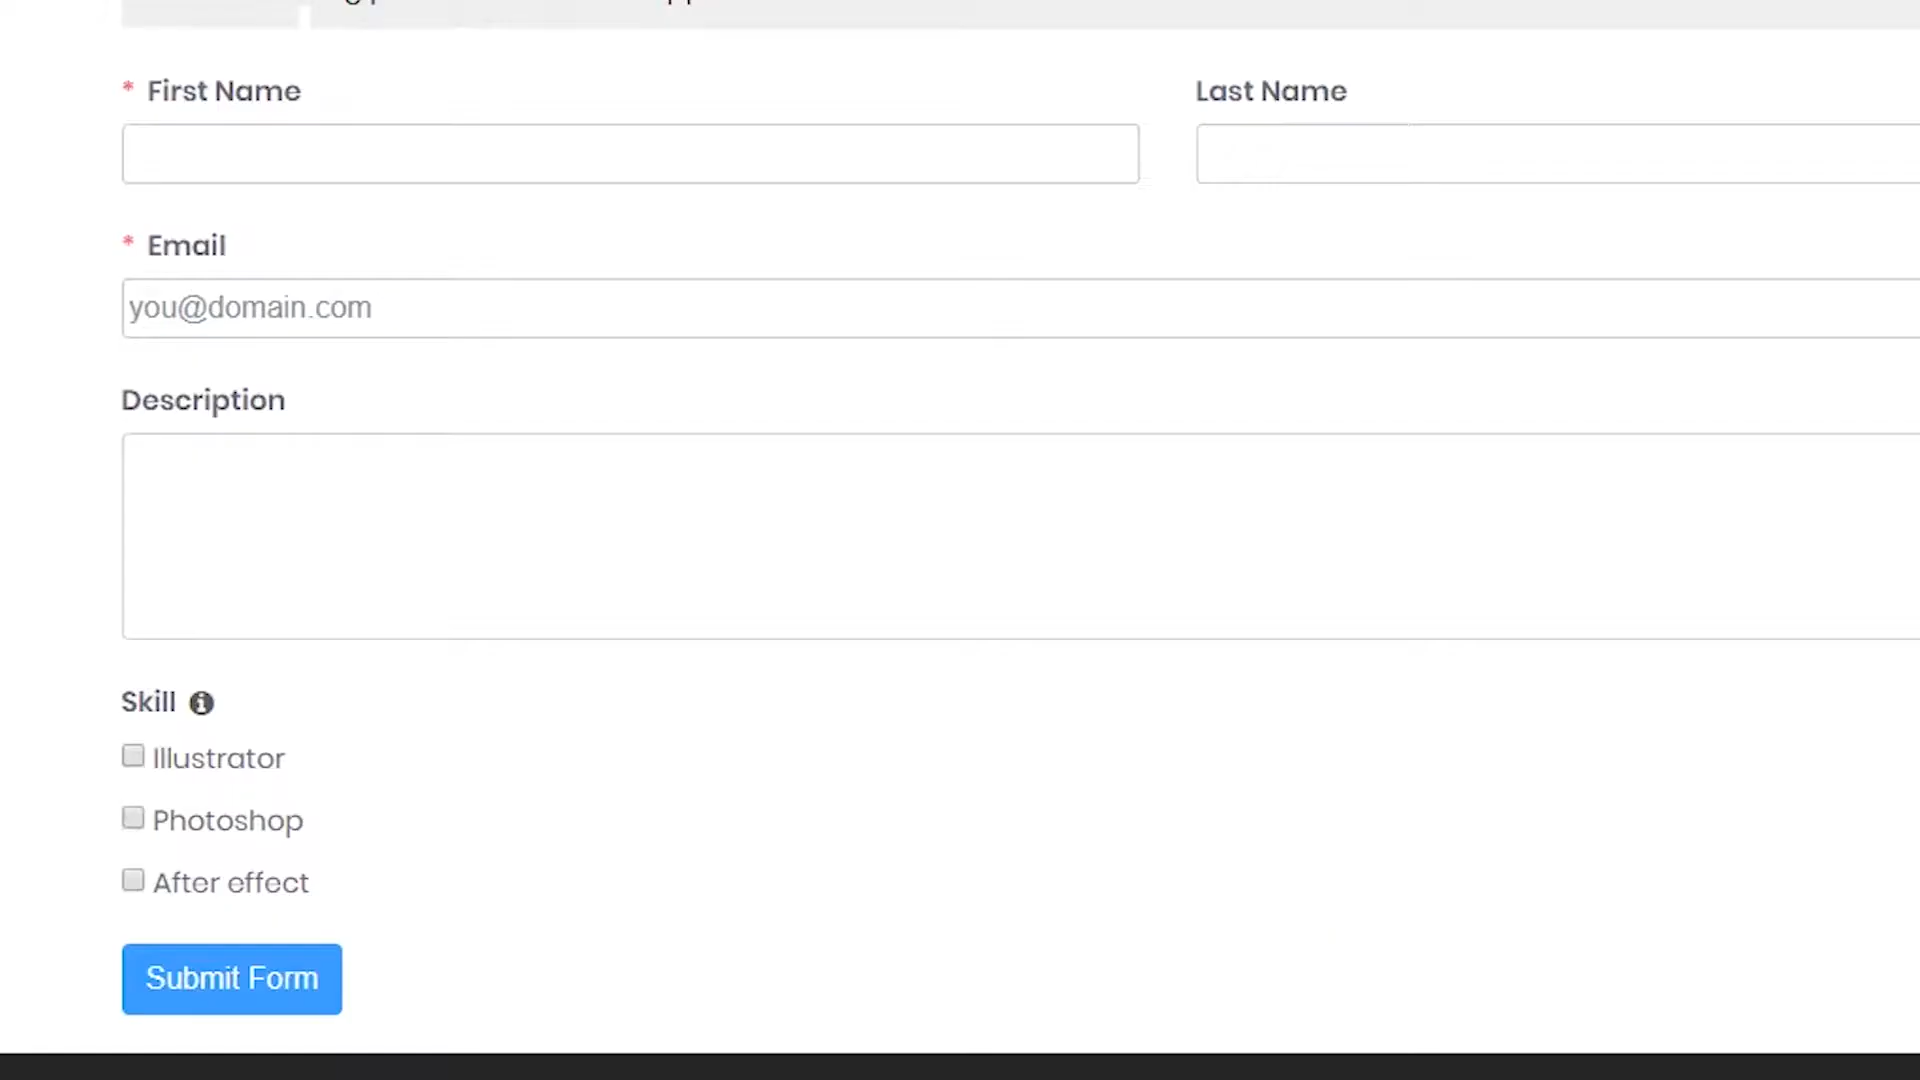 * First Name
Last Name
* Email
you@domain.com
Description
Skill
Illustrator
Photoshop
After effect
Submit Form